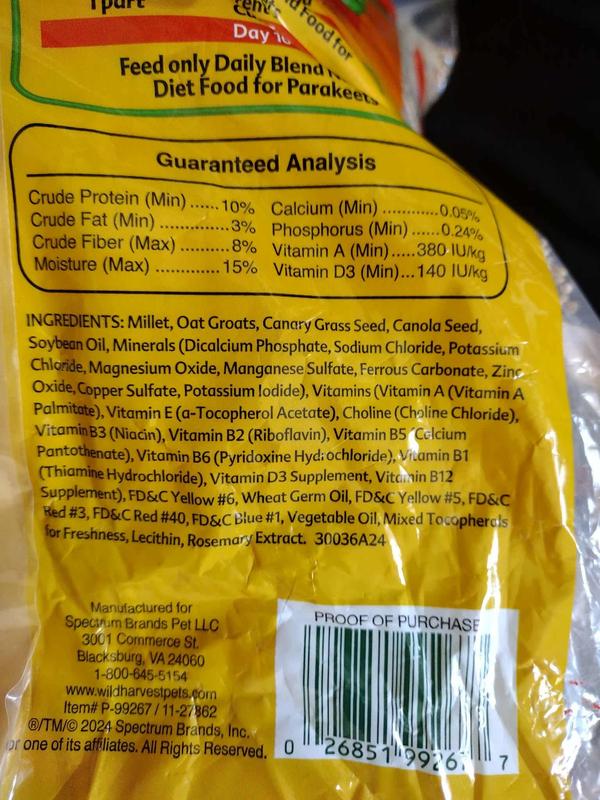 1 part
Food for
Day
Feed only Daily Blend
Diet Food for Parakeets
Guaranteed Analysis
Crude Protein (Min) ......10%
Crude Fat (Min) ...............3%
Crude Fiber (Max) ...........8%
Moisture (Max) .............15%
Calcium (Min) ............0.05%
Phosphorus (Min) ......0.24%
Vitamin A (Min).....380 IU/kg
Vitamin D3 (Min)...140 IU/kg
INGREDIENTS: Millet, Oat Groats, Canary Grass Seed, Canola Seed,
Soybean Oil, Minerals (Dicalcium Phosphate, Sodium Chloride, Potassium
Chloride, Magnesium Oxide, Manganese Sulfate, Ferrous Carbonate, Zinc
Oxide, Copper Sulfate, Potassium Iodide), Vitamins (Vitamin A (Vitamin A
Palmitate), Vitamin E (a-Tocopherol Acetate), Choline (Choline Chloride),
Vitamin B3 (Niacin), Vitamin B2 (Riboflavin), Vitamin B5 (Calcium
Pantothenate), Vitamin B6 (Pyridoxine Hydrochloride), Vitamin B1
(Thiamine Hydrochloride), Vitamin D3 Supplement, Vitamin B12
Supplement), FD&C Yellow #6, Wheat Germ Oil, FD&C Yellow #5, FD&C
Red #3, FD&C Red #40, FD&C Blue #1, Vegetable Oil, Mixed Tocopherols
for Freshness, Lecithin, Rosemary Extract. 30036A24
Manufactured for
Spectrum Brands Pet LLC
3001 Commerce St.
Blacksburg, VA 24060
1-800-645-5154
www.wildharvestpets.com
Item# P-99267 / 11-27862
®/TM/© 2024 Spectrum Brands, Inc.
or one of its affiliates. All Rights Reserved.
PROOF OF PURCHASE
0 26851 99267 7